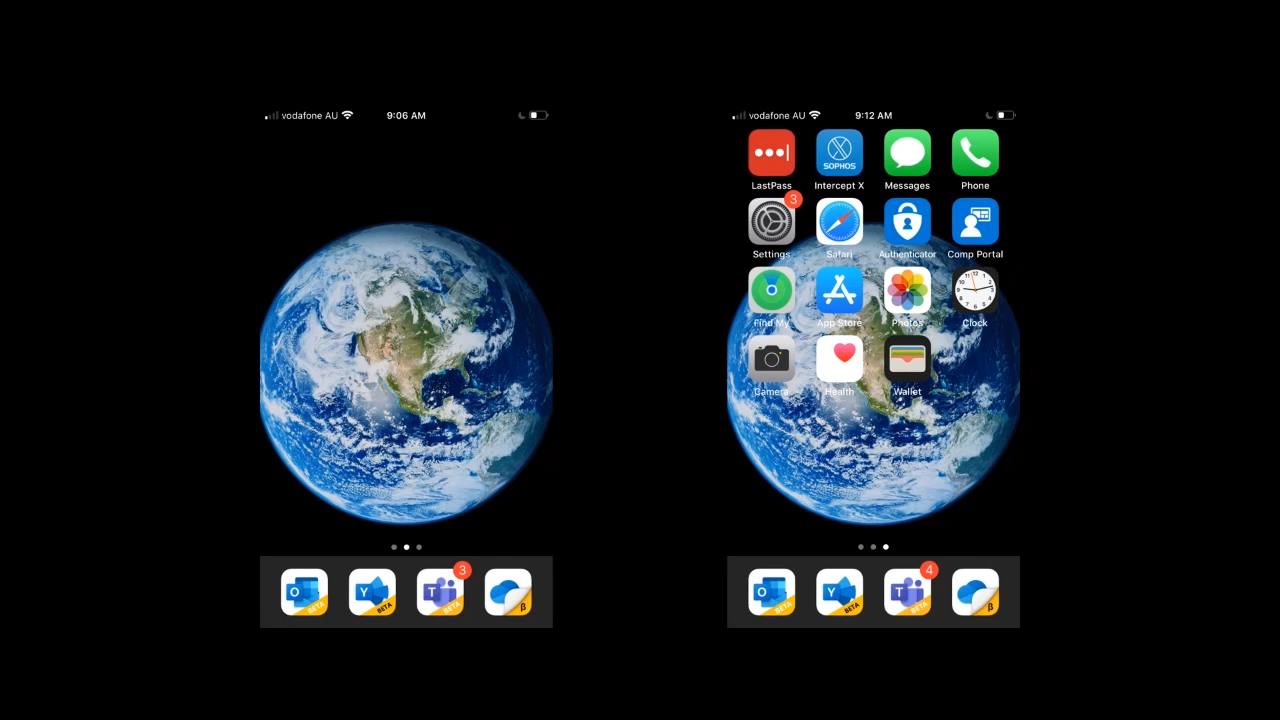 vodafone AU 9:06 AM
3
O BETA
Y BETA
T BETA
β
vodafone AU 9:12 AM
SOPHOS
LastPass Intercept X Messages Phone
3
Settings Safari Authenticator Comp Portal
Find My App Store Photos Clock
Camera Health Wallet
4
O BETA
Y BETA
T BETA
β